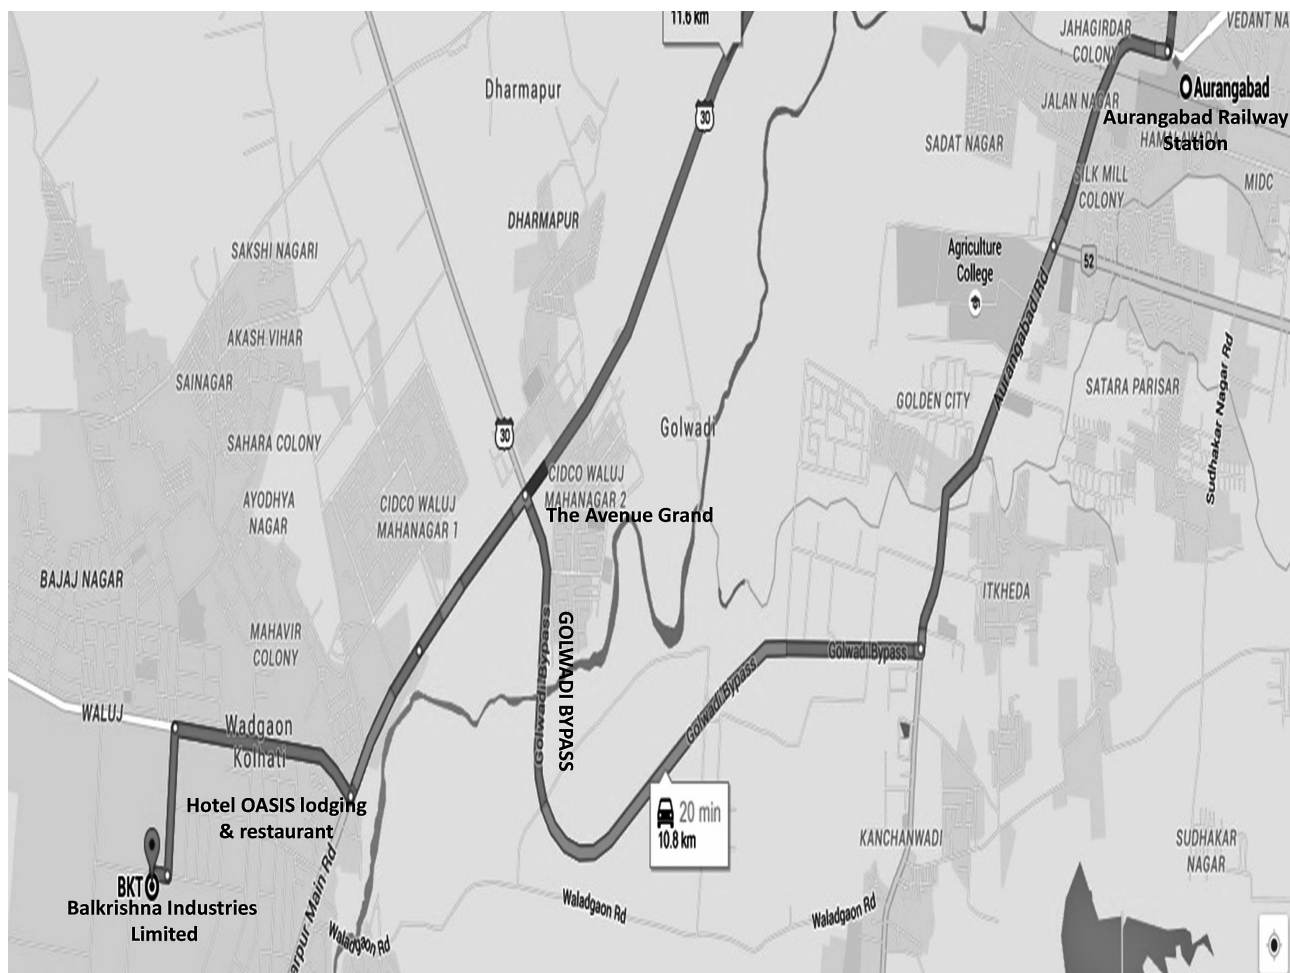 11.6 km
JAHAGIRDAR
COLONY
VEDANT NA
Dharmapur
30
Aurangabad
JALAN NAGAR
Aurangabad Railway
Station
HAMALWADA
SADAT NAGAR
SILK MILL
COLONY
MIDC
DHARMAPUR
SAKSHI NAGARI
Agriculture
College
52
Aurangabad Rd
AKASH VIHAR
SAINAGAR
Sudhakar Nagar Rd
SATARA PARISAR
GOLDEN CITY
Golwadi
30
SAHARA COLONY
CIDCO WALUJ
MAHANAGAR 2
AYODHYA
NAGAR
CIDCO WALUJ
MAHANAGAR 1
The Avenue Grand
BAJAJ NAGAR
ITKHEDA
MAHAVIR
COLONY
Golwadi Bypass
GOLWADI BYPASS
Golwadi Bypass
Golwadi Bypass
WALUJ
Wadgaon
Kolhati
Hotel OASIS lodging
& restaurant
20 min
10.8 km
KANCHANWADI
SUDHAKAR
NAGAR
BKT
Balkrishna Industries
Limited
arpur Main Rd
Waladgaon Rd
Waladgaon Rd
Waladgaon Rd